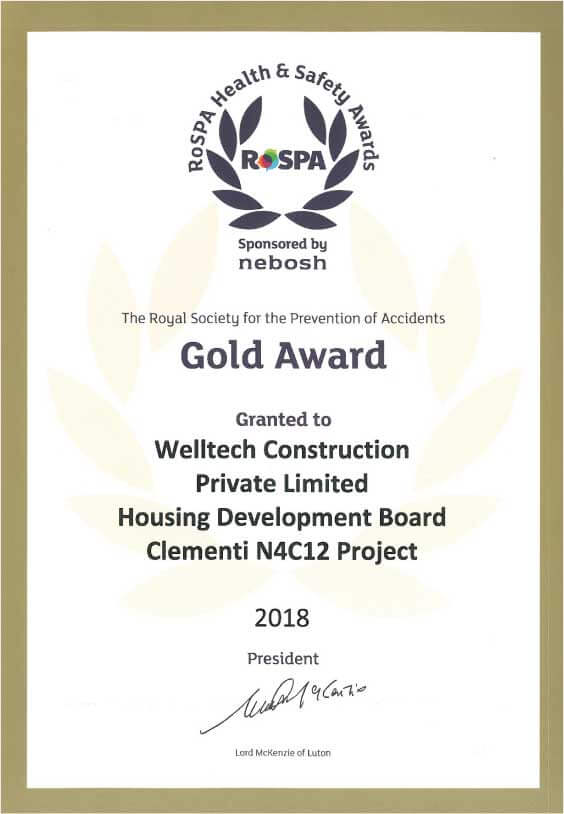 RoSPA Health & Safety Awards
RoSPA
Sponsored by
nebosh
The Royal Society for the Prevention of Accidents
Gold Award
Granted to
Welltech Construction
Private Limited
Housing Development Board
Clementi N4C12 Project
2018
President
Lord McKenzie of Luton